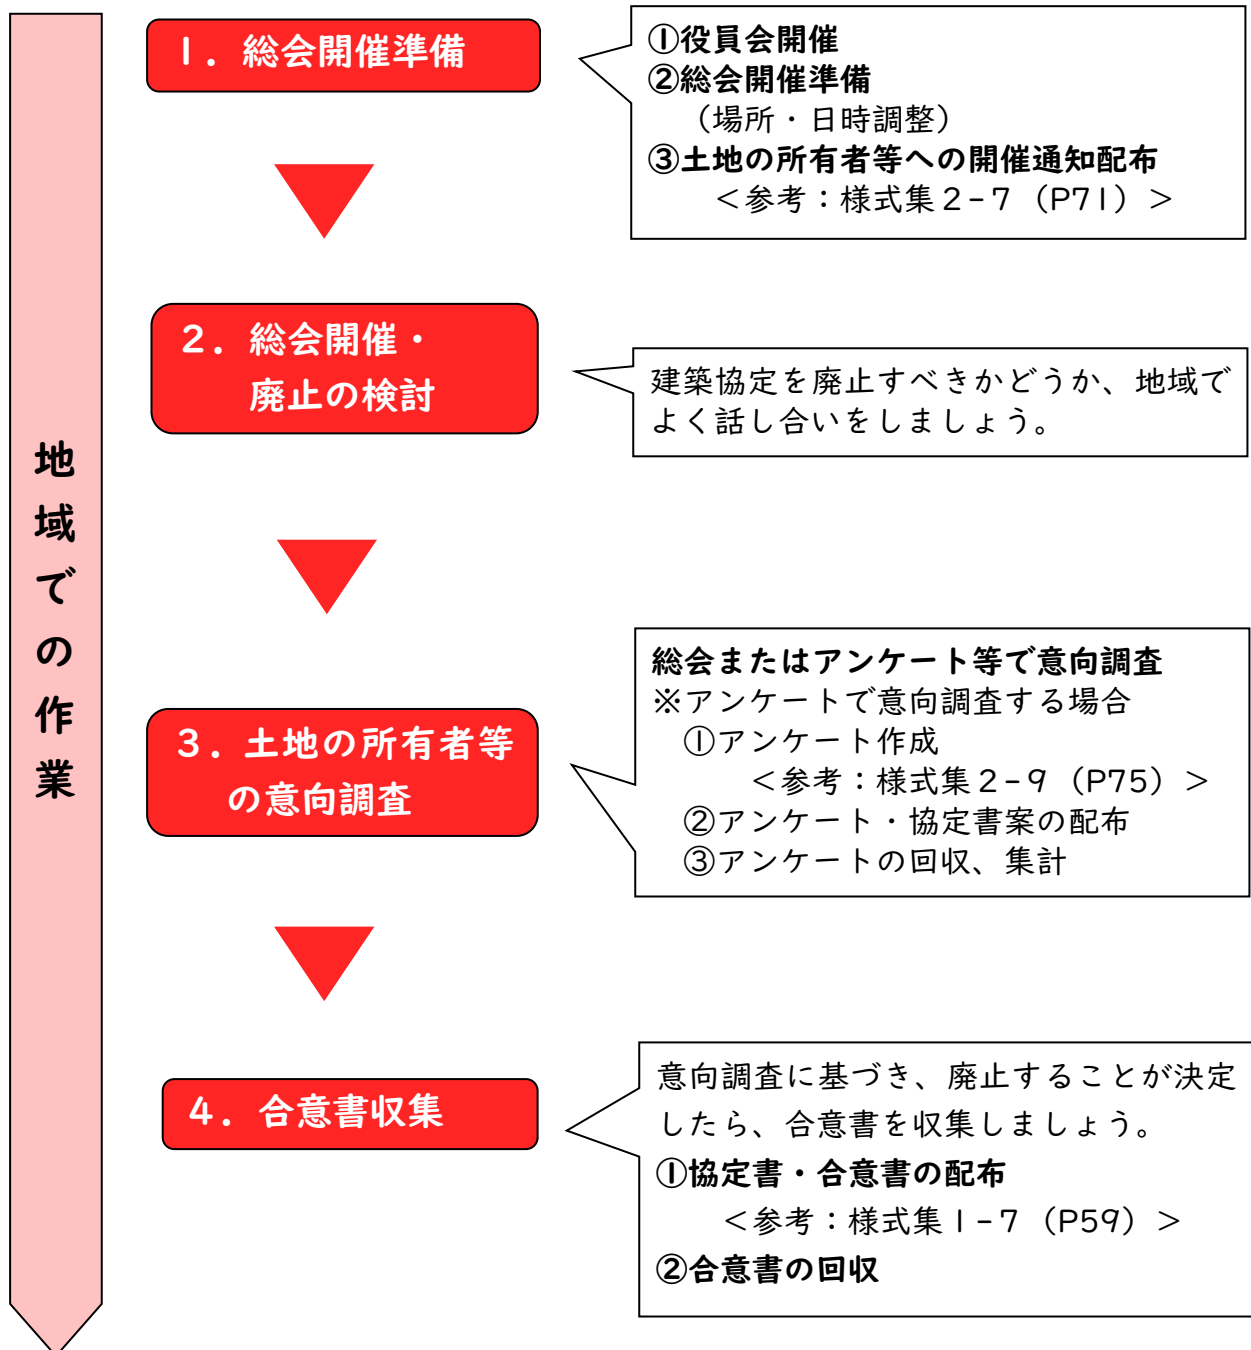 地域での作業
1．総会開催準備
①役員会開催
②総会開催準備
（場所・日時調整）
③土地の所有者等への開催通知配布
＜参考：様式集２-７（P71）＞
２．総会開催・
廃止の検討
建築協定を廃止すべきかどうか、地域で
よく話し合いをしましょう。
３．土地の所有者等
の意向調査
総会またはアンケート等で意向調査
※アンケートで意向調査する場合
①アンケート作成
＜参考：様式集２-９（P75）＞
②アンケート・協定書案の配布
③アンケートの回収、集計
４．合意書収集
意向調査に基づき、廃止することが決定
したら、合意書を収集しましょう。
①協定書・合意書の配布
＜参考：様式集１-７（P59）＞
②合意書の回収